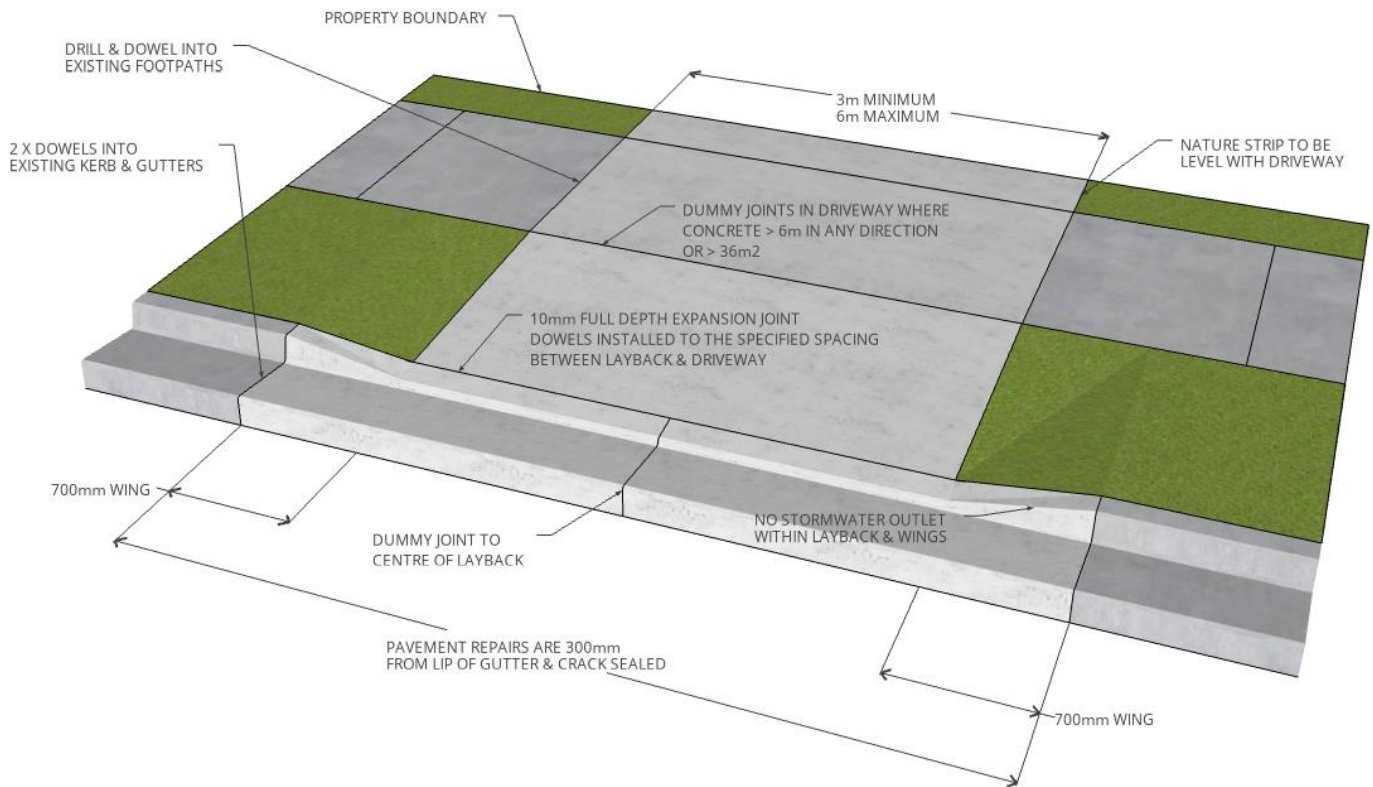 PROPERTY BOUNDARY
DRILL & DOWEL INTO
EXISTING FOOTPATHS
3m MINIMUM
6m MAXIMUM
2 X DOWELS INTO
EXISTING KERB & GUTTERS
NATURE STRIP TO BE
LEVEL WITH DRIVEWAY
DUMMY JOINTS IN DRIVEWAY WHERE
CONCRETE > 6m IN ANY DIRECTION
OR > 36m2
10mm FULL DEPTH EXPANSION JOINT
DOWELS INSTALLED TO THE SPECIFIED SPACING
BETWEEN LAYBACK & DRIVEWAY
700mm WING
NO STORMWATER OUTLET
WITHIN LAYBACK & WINGS
DUMMY JOINT TO
CENTRE OF LAYBACK
PAVEMENT REPAIRS ARE 300mm
FROM LIP OF GUTTER & CRACK SEALED
700mm WING